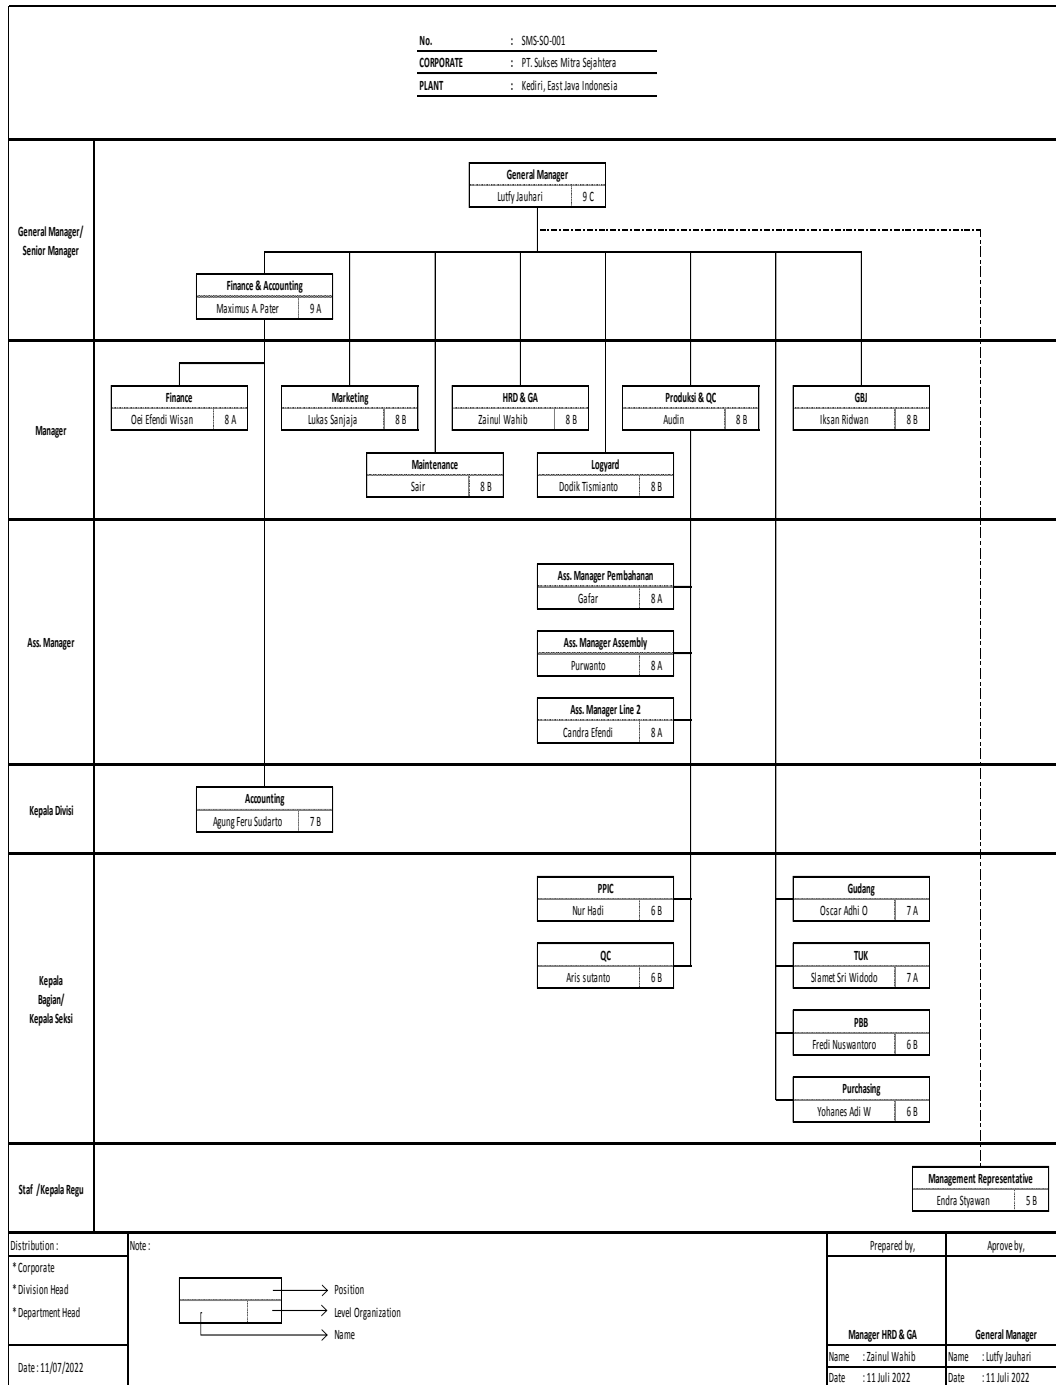 No. : SMS-SO-001
CORPORATE : PT. Sukses Mitra Sejahtera
PLANT : Kediri, East Java Indonesia
General Manager/
Senior Manager
General Manager
Lutfy Jauhari 9 C
Finance & Accounting
Maximus A. Pater 9 A
Manager
Finance
Oei Efendi Wisan 8 A
Marketing
Lukas Sanjaja 8 B
HRD & GA
Zainul Wahib 8 B
Produksi & QC
Audin 8 B
GBJ
Iksan Ridwan 8 B
Maintenance
Sair 8 B
Logyard
Dodik Tismianto 8 B
Ass. Manager
Ass. Manager Pembahanan
Gafar 8 A
Ass. Manager Assembly
Purwanto 8 A
Ass. Manager Line 2
Candra Efendi 8 A
Kepala Divisi
Accounting
Agung Feru Sudarto 7 B
Kepala
Bagian/
Kepala Seksi
PPIC
Nur Hadi 6 B
Gudang
Oscar Adhi O 7 A
QC
Aris sutanto 6 B
TUK
Slamet Sri Widodo 7 A
PBB
Fredi Nuswantoro 6 B
Purchasing
Yohanes Adi W 6 B
Staf /Kepala Regu
Management Representative
Endra Styawan 5 B
Distribution :
* Corporate
* Division Head
* Department Head
Date : 11/07/2022
Note :
Position
Level Organization
Name
Prepared by,
Manager HRD & GA
Name : Zainul Wahib
Date : 11 Juli 2022
Aprove by,
General Manager
Name : Lutfy Jauhari
Date : 11 Juli 2022